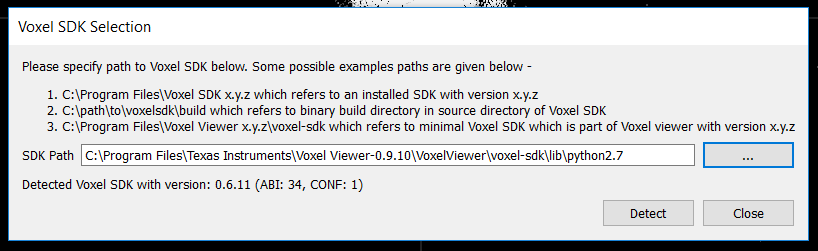 Voxel SDK Selection
Please specify path to Voxel SDK below. Some possible examples paths are given below -
1. C:\Program Files\Voxel SDK x.y.z which refers to an installed SDK with version x.y.z
2. C:\path\to\voxelsdk\build which refers to binary build directory in source directory of Voxel SDK
3. C:\Program Files\Voxel Viewer x.y.z\voxel-sdk which refers to minimal Voxel SDK which is part of Voxel viewer with version x.y.z
SDK Path C:\Program Files\Texas Instruments\Voxel Viewer-0.9.10\VoxelViewer\voxel-sdk\lib\python2.7 ...
Detected Voxel SDK with version: 0.6.11 (ABI: 34, CONF: 1)
Detect Close